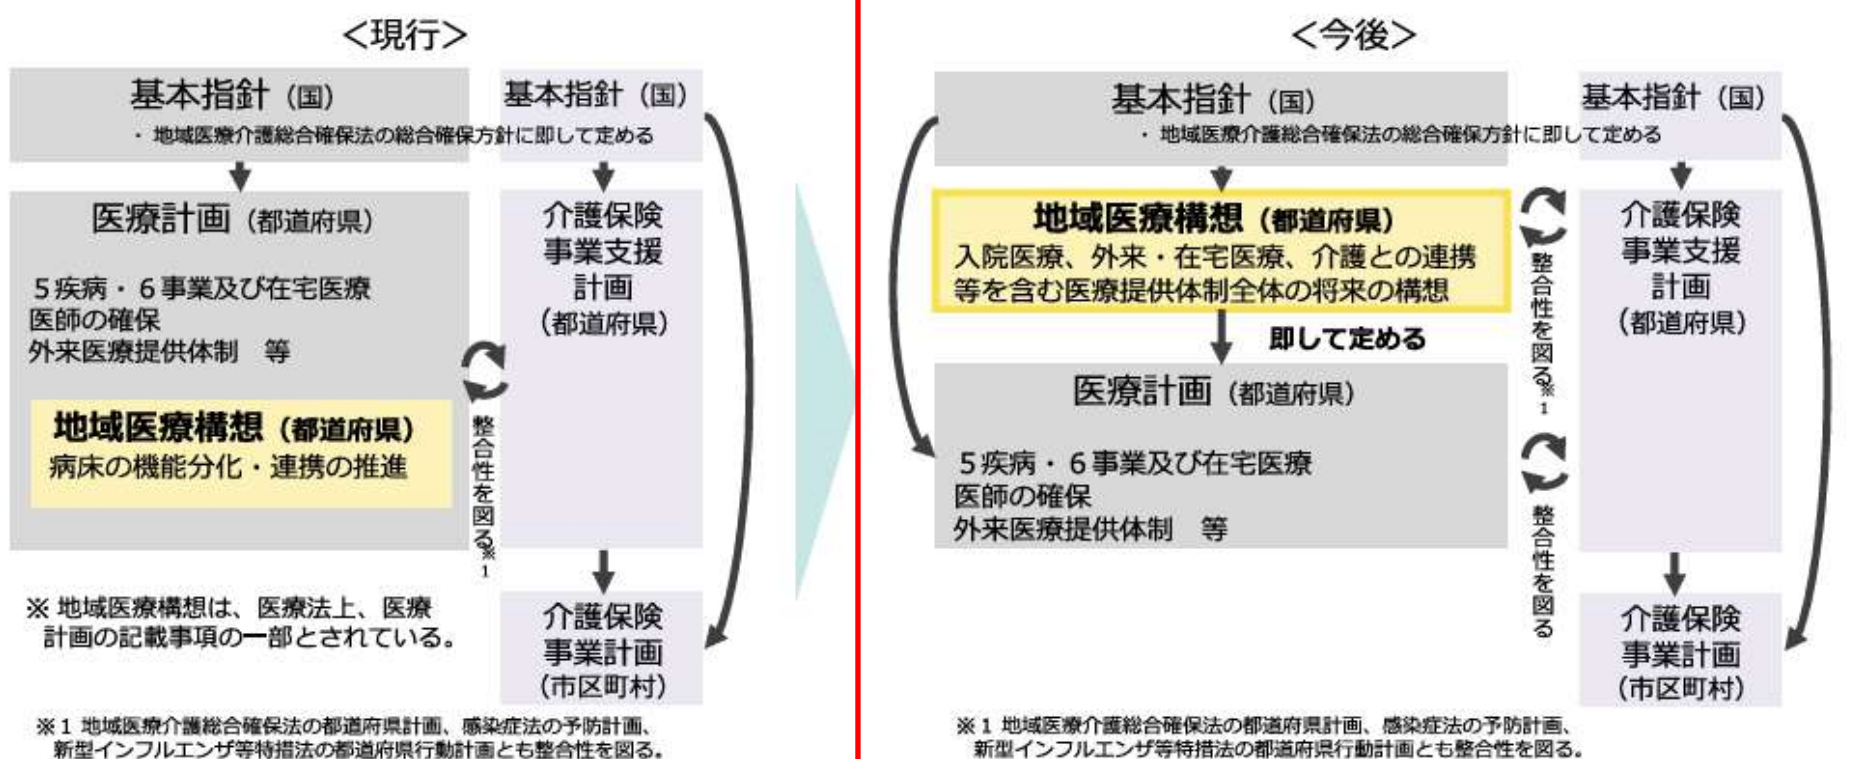 ＜現行＞
基本指針（国）
基本指針（国）
・ 地域医療介護総合確保法の総合確保方針に即して定める
医療計画（都道府県）
５疾病・６事業及び在宅医療
医師の確保
外来医療提供体制　等
地域医療構想（都道府県）
病床の機能分化・連携の推進
整合性を図る※1
介護保険
事業支援
計画
（都道府県）
介護保険
事業計画
（市区町村）
※ 地域医療構想は、医療法上、医療
計画の記載事項の一部とされている。
※１ 地域医療介護総合確保法の都道府県計画、感染症法の予防計画、
新型インフルエンザ等特措法の都道府県行動計画とも整合性を図る。
＜今後＞
基本指針（国）
基本指針（国）
・ 地域医療介護総合確保法の総合確保方針に即して定める
地域医療構想（都道府県）
入院医療、外来・在宅医療、介護との連携
等を含む医療提供体制全体の将来の構想
即して定める
医療計画（都道府県）
５疾病・６事業及び在宅医療
医師の確保
外来医療提供体制　等
整合性を図る※1
整合性を図る
介護保険
事業支援
計画
（都道府県）
介護保険
事業計画
（市区町村）
※１ 地域医療介護総合確保法の都道府県計画、感染症法の予防計画、
新型インフルエンザ等特措法の都道府県行動計画とも整合性を図る。